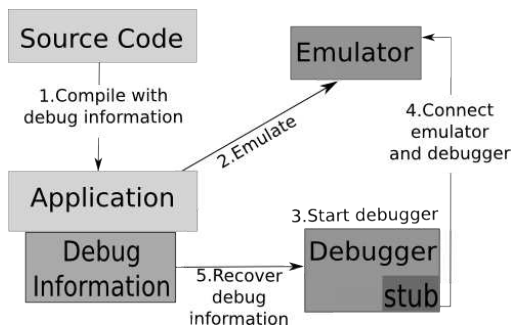 Source Code
Emulator
1.Compile with
debug information
2.Emulate
4.Connect
emulator
and debugger
Application
3.Start debugger
Debug
Information
Debugger
stub
5.Recover
debug
information